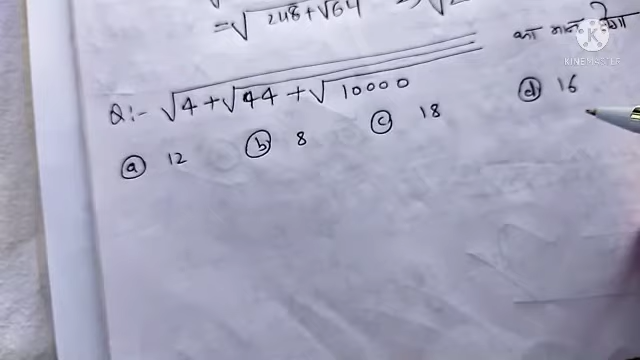 = √248 + √64
का मान होगा
KINEMASTER
Q:- √4 + √44 + √10000
(a) 12 (b) 8 (c) 18 (d) 16